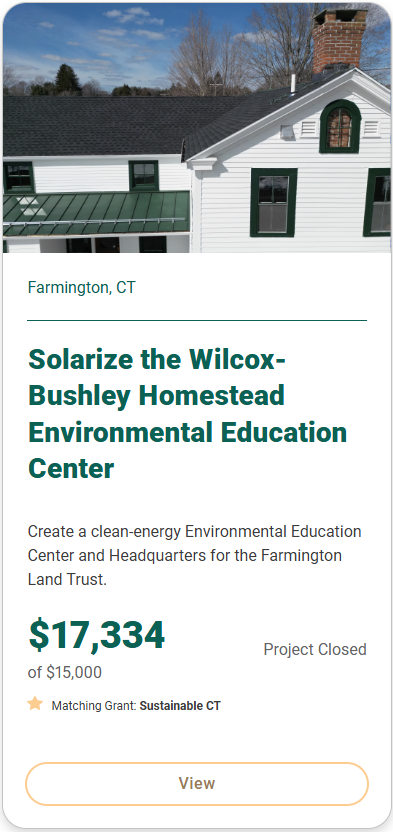 Farmington, CT
Solarize the Wilcox-
Bushley Homestead
Environmental Education
Center
Create a clean-energy Environmental Education
Center and Headquarters for the Farmington
Land Trust.
$17,334
Project Closed
of $15,000
Matching Grant: Sustainable CT
View